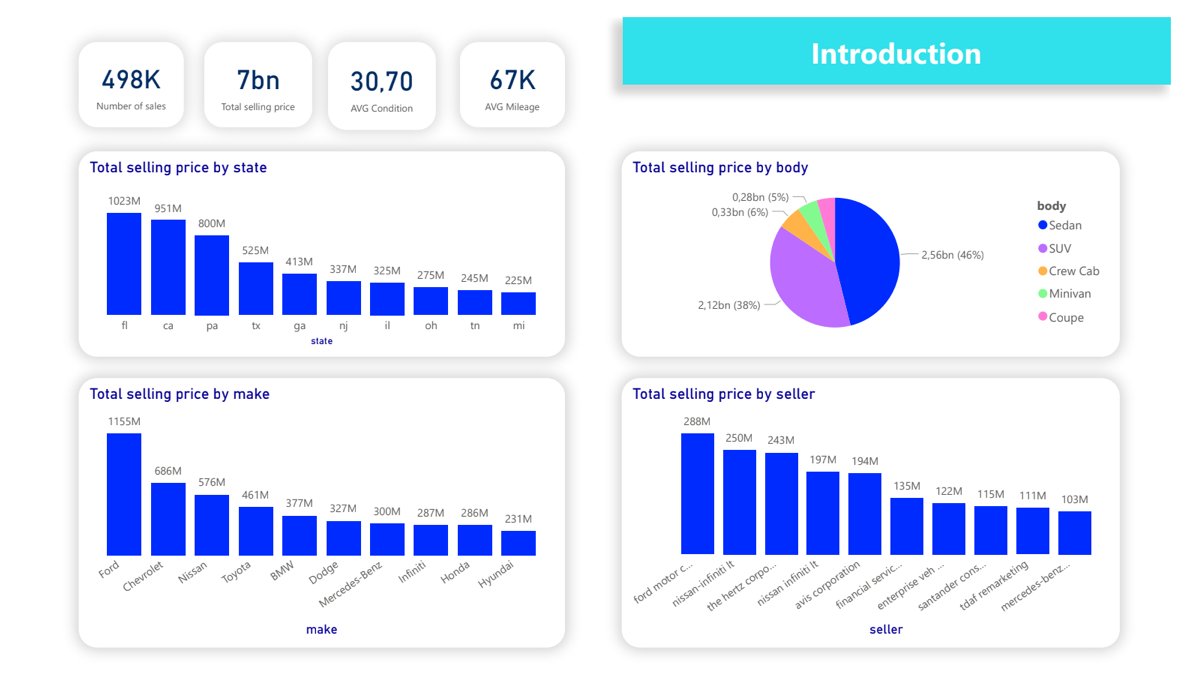 498K
Number of sales
7bn
Total selling price
30,70
AVG Condition
67K
AVG Mileage
Introduction
Total selling price by state
1023M
951M
800M
525M
413M
337M
325M
275M
245M
225M
fl
ca
pa
tx
ga
nj
il
oh
tn
mi
state
Total selling price by body
0,28bn (5%)
0,33bn (6%)
2,56bn (46%)
2,12bn (38%)
body
Sedan
SUV
Crew Cab
Minivan
Coupe
Total selling price by make
1155M
686M
576M
461M
377M
327M
300M
287M
286M
231M
Ford
Chevrolet
Nissan
Toyota
BMW
Dodge
Mercedes-Benz
Infiniti
Honda
Hyundai
make
Total selling price by seller
288M
250M
243M
197M
194M
135M
122M
115M
111M
103M
ford motor c...
nissan-infiniti lt
the hertz corpo...
nissan infiniti lt
avis corporation
financial servic...
enterprise veh ...
santander cons...
tdaf remarketing
mercedes-benz...
seller